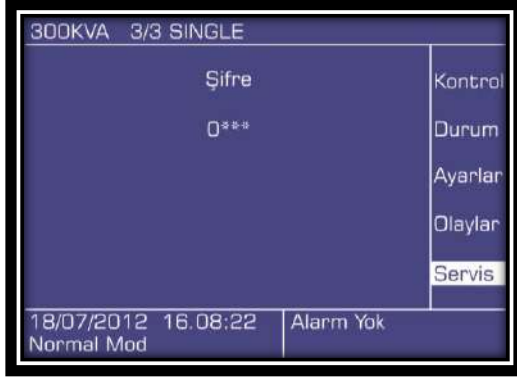 300KVA 3/3 SINGLE
Şifre
0***
Kontrol
Durum
Ayarlar
Olaylar
Servis
18/07/2012 16.08:22
Normal Mod
Alarm Yok